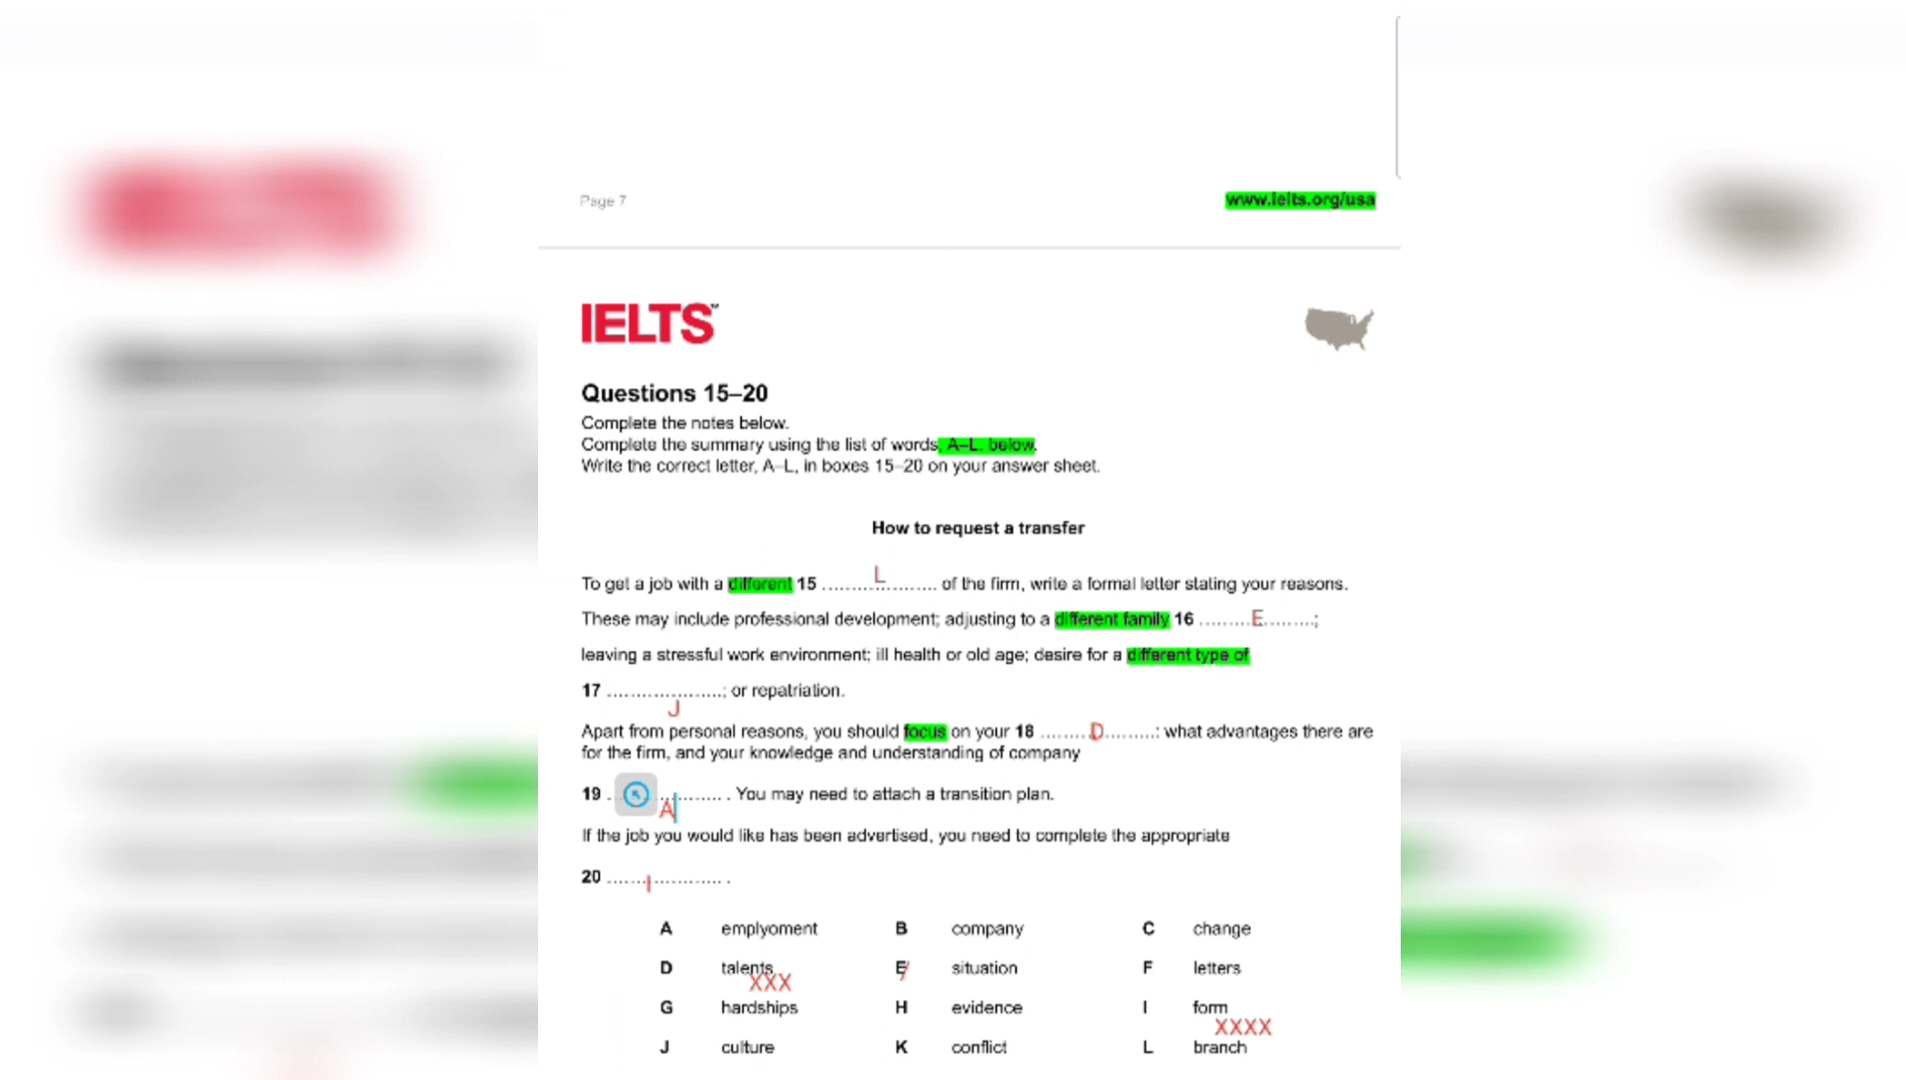 Page 7
www.ielts.org/usa
IELTS™
Questions 15–20
Complete the notes below.
Complete the summary using the list of words, A–L, below.
Write the correct letter, A–L, in boxes 15–20 on your answer sheet.
How to request a transfer
To get a job with a different 15 ........L........ of the firm, write a formal letter stating your reasons.
These may include professional development; adjusting to a different family 16 .........E.........;
leaving a stressful work environment; ill health or old age; desire for a different type of
17 ....................; or repatriation.
J
Apart from personal reasons, you should focus on your 18 .........D.........: what advantages there are
for the firm, and your knowledge and understanding of company
19 .................... . You may need to attach a transition plan.
A
If the job you would like has been advertised, you need to complete the appropriate
20 .......I............ .
A emplyoment B company C change
D talents E situation F letters
XXX
G hardships H evidence I form
XXXX
J culture K conflict L branch